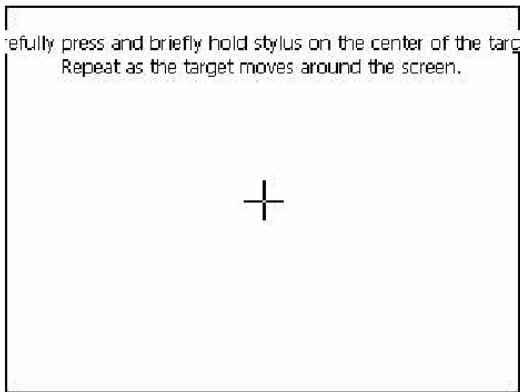 refully press and briefly hold stylus on the center of the targ
Repeat as the target moves around the screen.